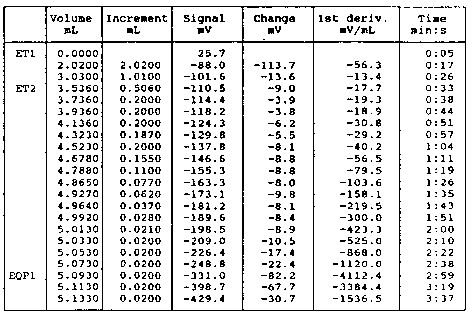 Volume Increment Signal Change 1st deriv. Time
mL mL mV mV mV/mL min:s
ET1 0.0000 25.7 0:05
2.0200 2.0200 -88.0 -113.7 -56.3 0:17
3.0300 1.0100 -101.6 -13.6 -13.4 0:26
ET2 3.5360 0.5060 -110.5 -9.0 -17.7 0:33
3.7360 0.2000 -114.4 -3.9 -19.3 0:38
3.9360 0.2000 -118.2 -3.8 -18.9 0:44
4.1360 0.2000 -124.3 -6.2 -30.8 0:51
4.3230 0.1870 -129.8 -5.5 -29.2 0:57
4.5230 0.2000 -137.8 -8.1 -40.2 1:04
4.6780 0.1550 -146.6 -8.8 -56.5 1:11
4.7880 0.1100 -155.3 -8.8 -79.5 1:19
4.8650 0.0770 -163.3 -8.0 -103.6 1:26
4.9270 0.0620 -173.1 -9.8 -158.1 1:35
4.9640 0.0370 -181.2 -8.1 -219.5 1:43
4.9920 0.0280 -189.6 -8.4 -300.0 1:51
5.0130 0.0210 -198.5 -8.9 -423.3 2:00
5.0330 0.0200 -209.0 -10.5 -525.0 2:10
5.0530 0.0200 -226.4 -17.4 -868.0 2:22
5.0730 0.0200 -248.8 -22.4 -1120.0 2:38
EQP1 5.0930 0.0200 -331.0 -82.2 -4112.4 2:59
5.1130 0.0200 -398.7 -67.7 -3384.4 3:19
5.1330 0.0200 -429.4 -30.7 -1536.5 3:37